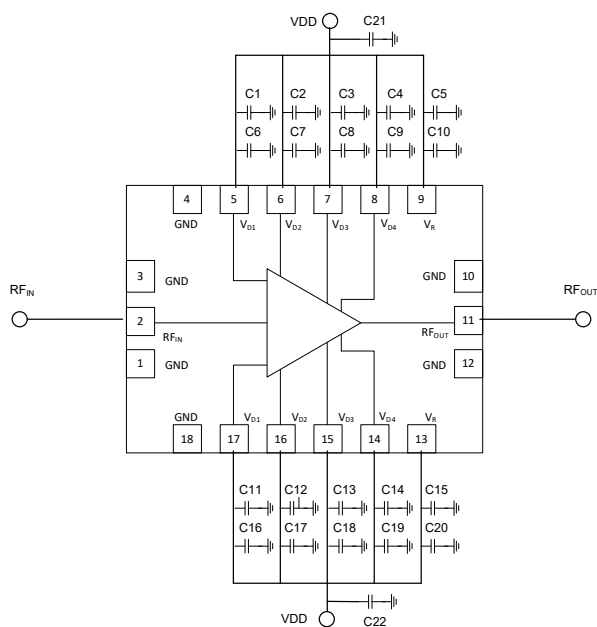 VDD C21
C1 C2 C3 C4 C5
C6 C7 C8 C9 C10
4 5 6 7 8 9
GND VD1 VD2 VD3 VD4 VR
3 GND GND 10
RFIN RFOUT
2 11
RFIN RFOUT
1 GND GND 12
GND VD1 VD2 VD3 VD4 VR
18 17 16 15 14 13
C11 C12 C13 C14 C15
C16 C17 C18 C19 C20
VDD C22